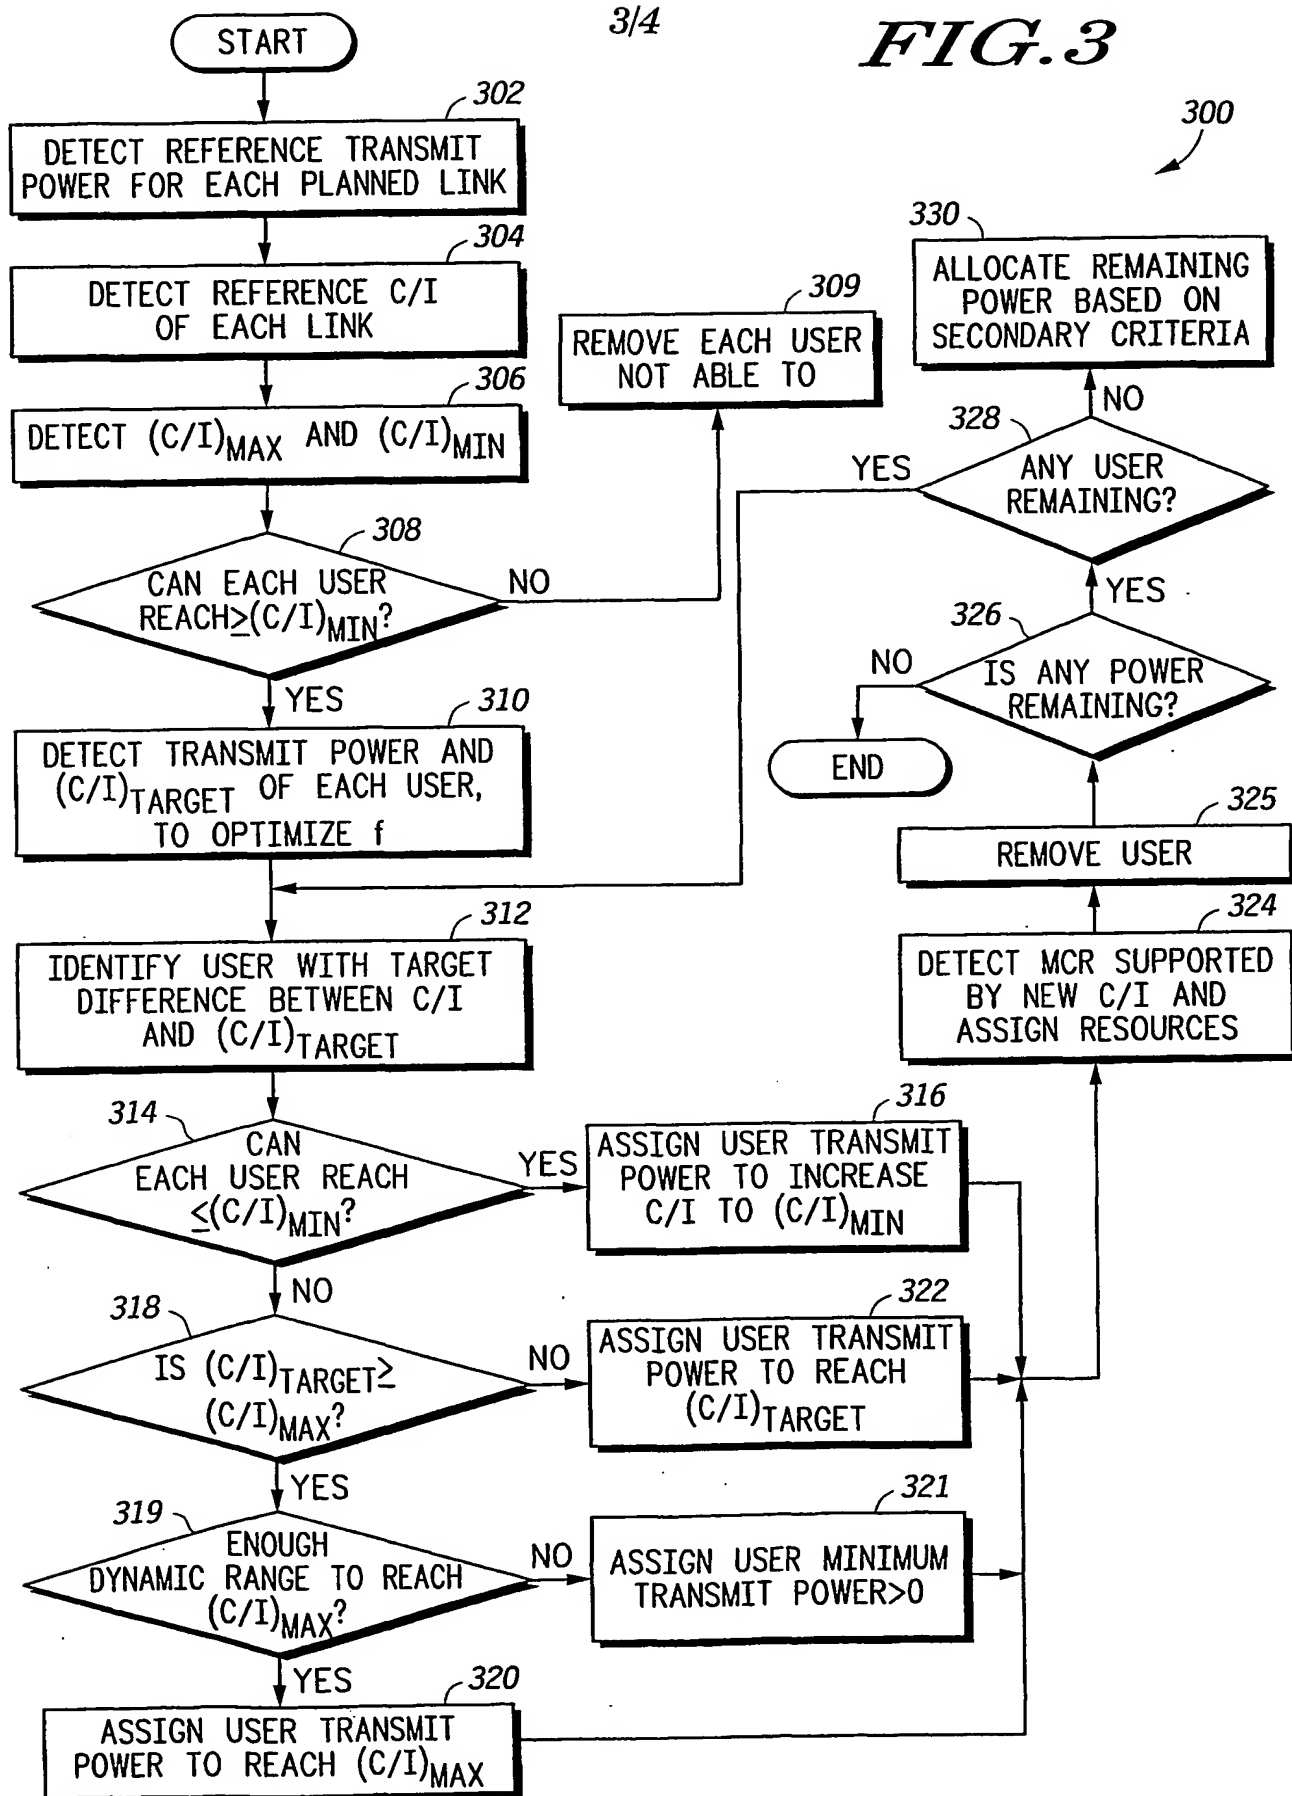 3/4
FIG.3
START
300
302
DETECT REFERENCE TRANSMIT
POWER FOR EACH PLANNED LINK
304
DETECT REFERENCE C/I
OF EACH LINK
306
DETECT (C/I)MAX AND (C/I)MIN
308
CAN EACH USER
REACH≥(C/I)MIN?
NO
309
REMOVE EACH USER
NOT ABLE TO
YES
310
DETECT TRANSMIT POWER AND
(C/I)TARGET OF EACH USER,
TO OPTIMIZE f
312
IDENTIFY USER WITH TARGET
DIFFERENCE BETWEEN C/I
AND (C/I)TARGET
314
CAN
EACH USER REACH
≤(C/I)MIN?
YES
316
ASSIGN USER TRANSMIT
POWER TO INCREASE
C/I TO (C/I)MIN
NO
318
IS (C/I)TARGET≥
(C/I)MAX?
NO
322
ASSIGN USER TRANSMIT
POWER TO REACH
(C/I)TARGET
YES
319
ENOUGH
DYNAMIC RANGE TO REACH
(C/I)MAX?
NO
321
ASSIGN USER MINIMUM
TRANSMIT POWER>0
YES
320
ASSIGN USER TRANSMIT
POWER TO REACH (C/I)MAX
324
DETECT MCR SUPPORTED
BY NEW C/I AND
ASSIGN RESOURCES
325
REMOVE USER
326
IS ANY POWER
REMAINING?
NO
END
YES
328
ANY USER
REMAINING?
YES
NO
330
ALLOCATE REMAINING
POWER BASED ON
SECONDARY CRITERIA